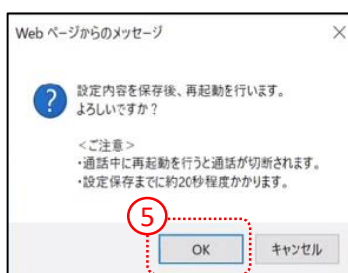 Web ページからのメッセージ
×
?
設定内容を保存後、再起動を行います。
よろしいですか？
＜ご注意＞
・通話中に再起動を行うと通話が切断されます。
・設定保存までに約20秒程度かかります。
5
OK
キャンセル